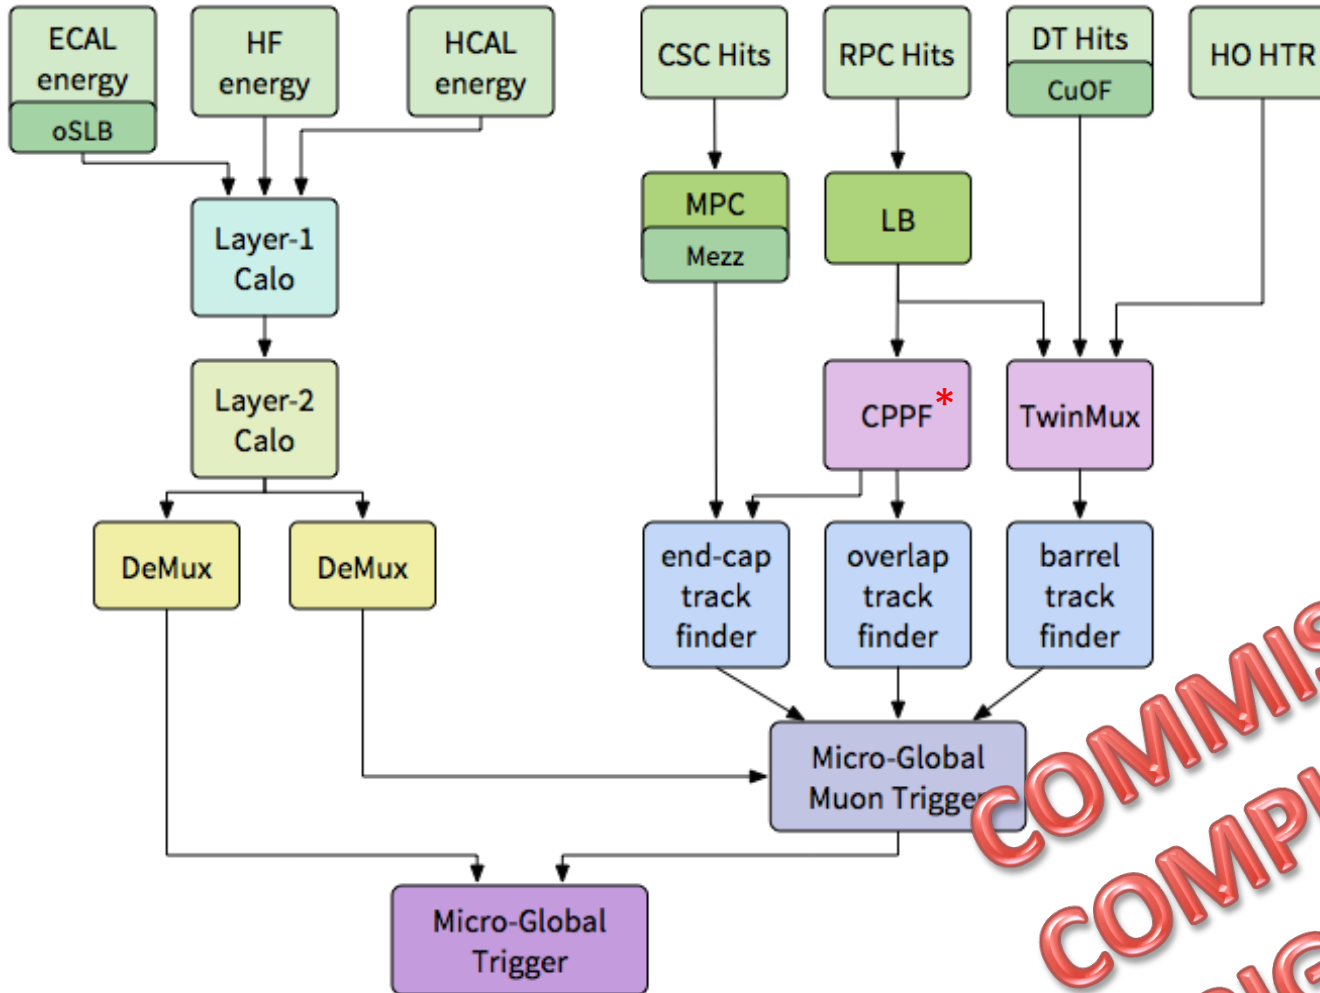 ECAL
energy
oSLB
HF
energy
HCAL
energy
CSC Hits
RPC Hits
DT Hits
CuOF
HO HTR
MPC
Mezz
LB
Layer-1
Calo
Layer-2
Calo
CPPF*
TwinMux
DeMux
DeMux
end-cap
track
finder
overlap
track
finder
barrel
track
finder
Micro-Global
Muon Trigger
Micro-Global
Trigger
COMMIS